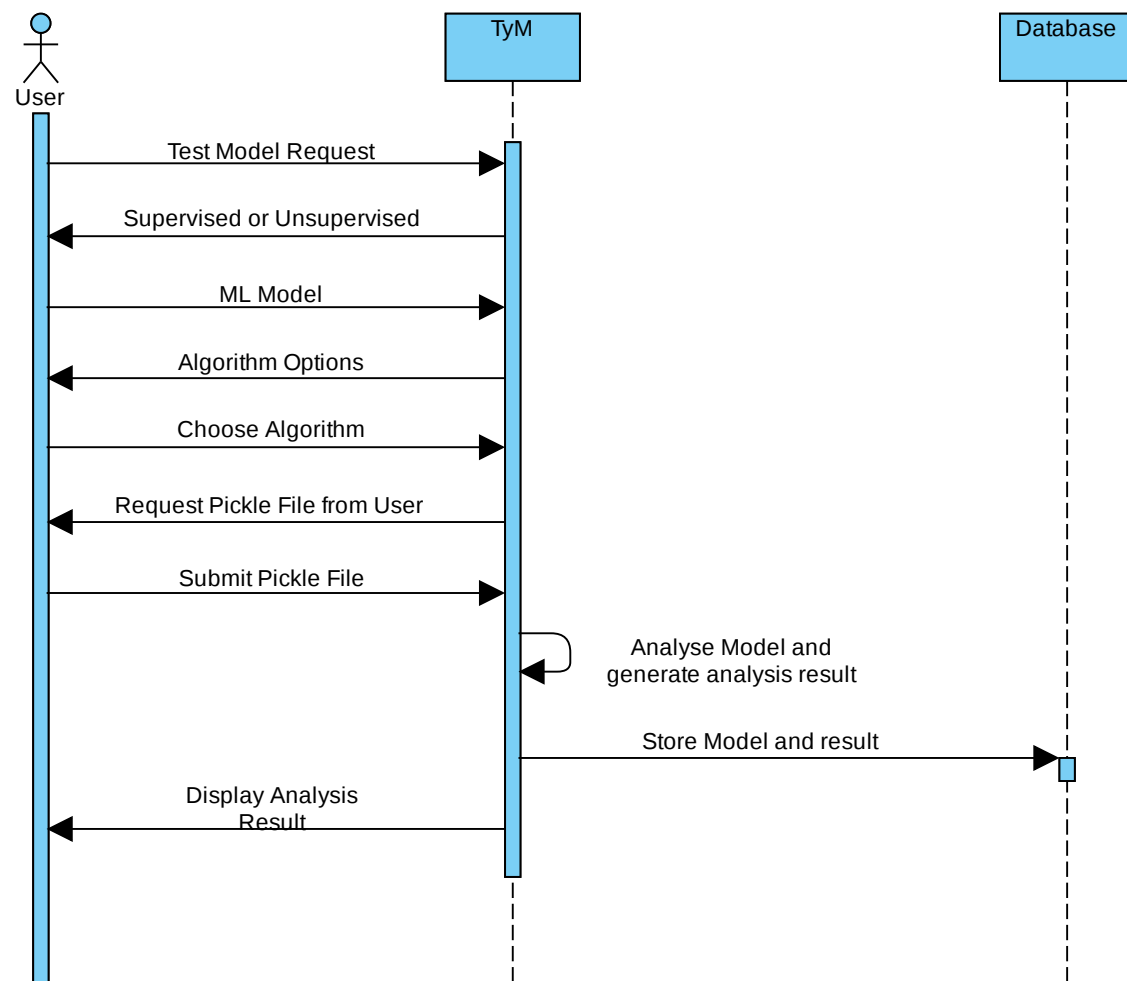 TyM
Database
User
Test Model Request
Supervised or Unsupervised
ML Model
Algorithm Options
Choose Algorithm
Request Pickle File from User
Submit Pickle File
Analyse Model and
generate analysis result
Store Model and result
Display Analysis
Result